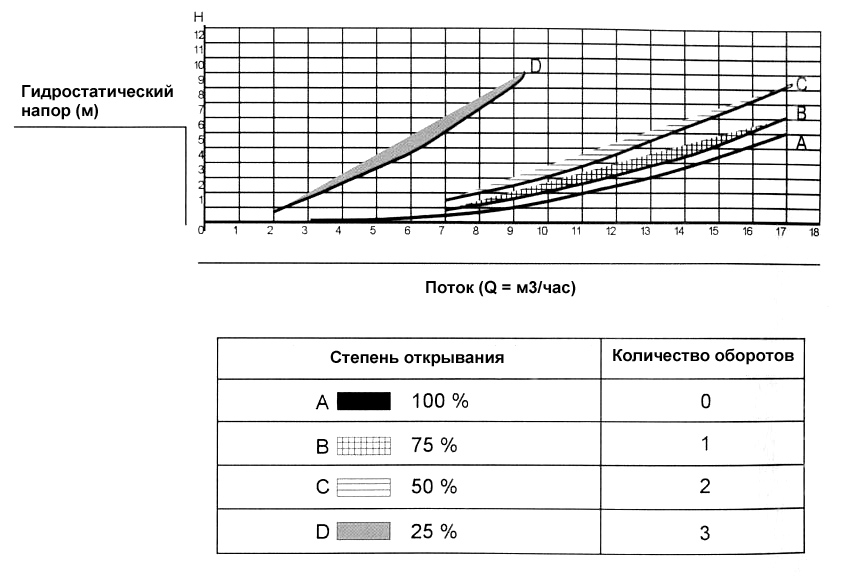 H
12
11
10
9
8
7
6
5
4
3
2
1
0 1 2 3 4 5 6 7 8 9 10 11 12 13 14 15 16 17 18
D
C
B
A
Гидростатический
напор (м)
Поток (Q = м3/час)
Степень открывания Количество оборотов
A 100 % 0
B 75 % 1
C 50 % 2
D 25 % 3